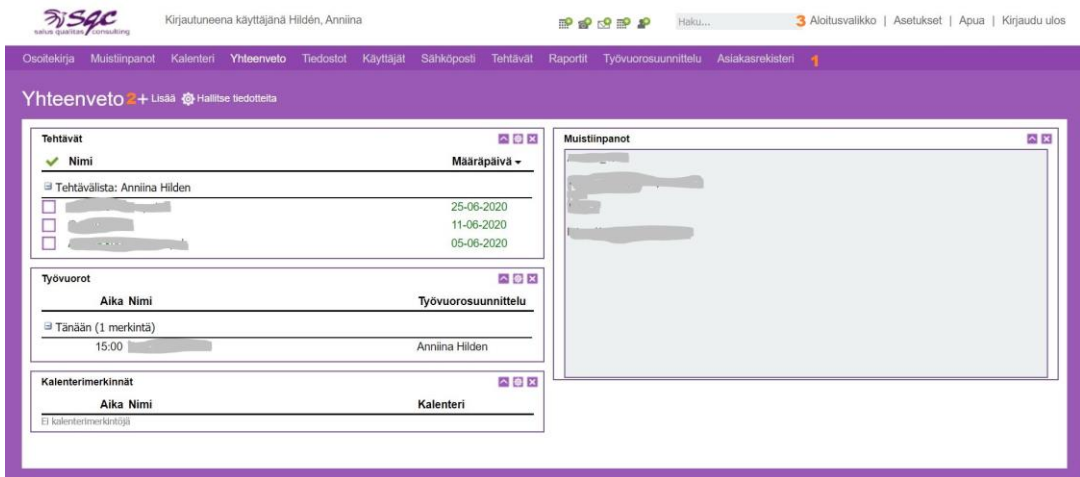 SQC
salus qualitas consulting
Kirjautuneena käyttäjänä Hildén, Anniina
Haku...
3 Aloitusvalikko | Asetukset | Apua | Kirjaudu ulos
Osoitekirja Muistiinpanot Kalenteri Yhteenveto Tiedostot Käyttäjät Sähköposti Tehtävät Raportit Työvuorosuunnittelu Asiakasrekisteri 1
Yhteenveto 2 + Lisää Hallitse tiedotteita
Tehtävät
Nimi Määräpäivä
Tehtävälista: Anniina Hilden
25-06-2020
11-06-2020
05-06-2020
Työvuorot
Aika Nimi Työvuorosuunnittelu
Tänään (1 merkintä)
15:00 Anniina Hilden
Kalenterimerkinnät
Aika Nimi Kalenteri
Ei kalenterimerkintöjä
Muistiinpanot